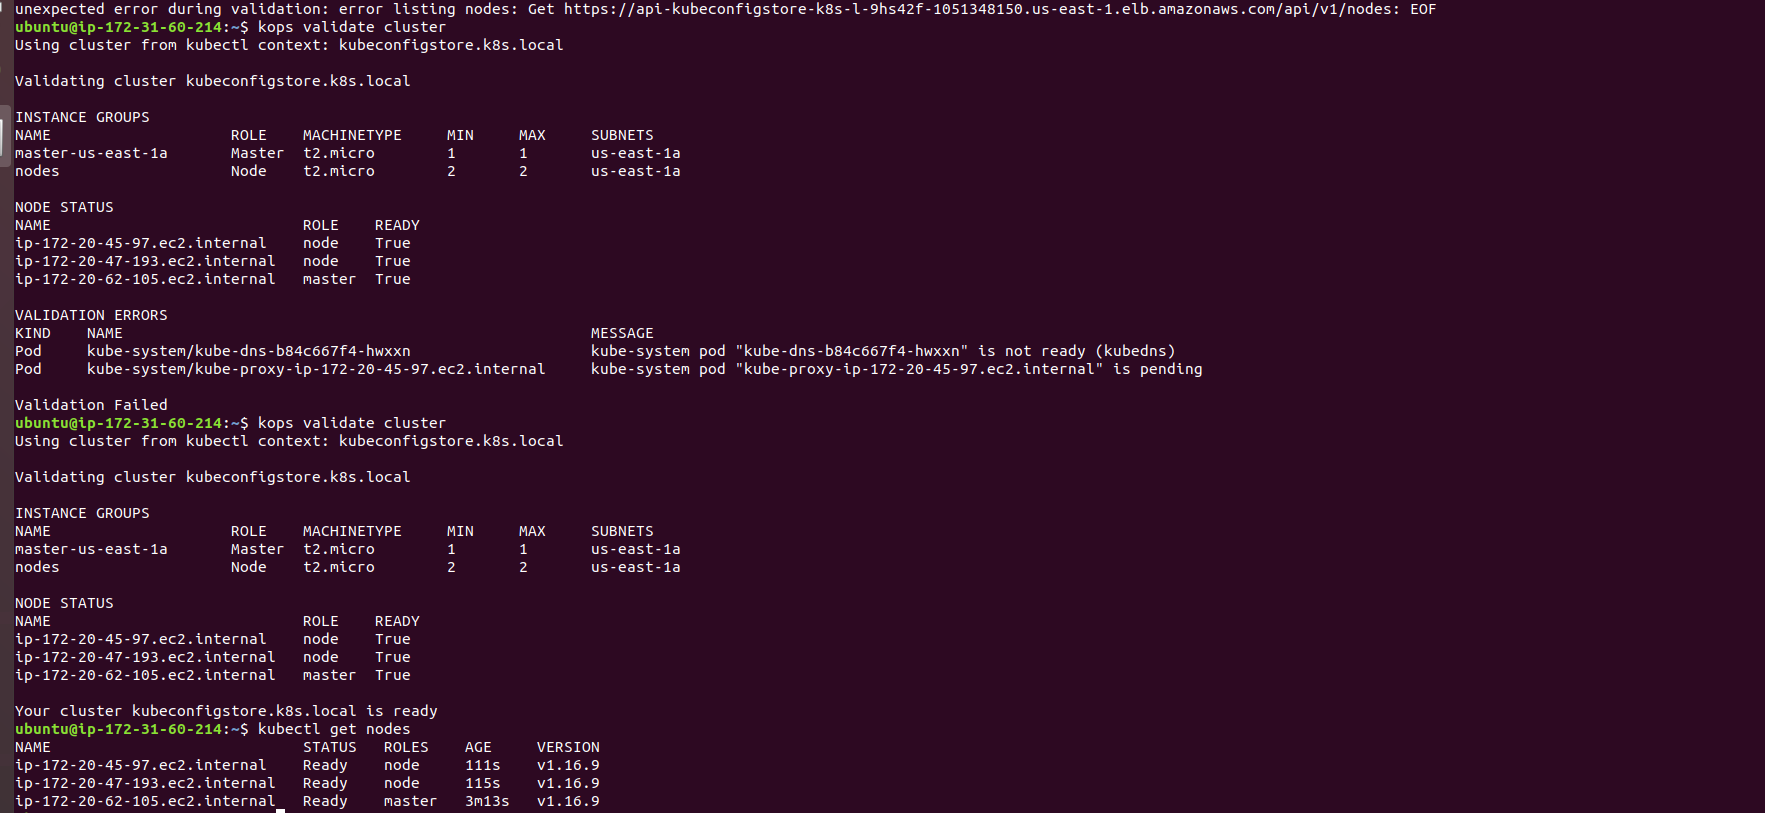 unexpected error during validation: error listing nodes: Get https://api-kubeconfigstore-k8s-l-9hs42f-1051348150.us-east-1.elb.amazonaws.com/api/v1/nodes: EOF
ubuntu@ip-172-31-60-214:~$ kops validate cluster
Using cluster from kubectl context: kubeconfigstore.k8s.local
Validating cluster kubeconfigstore.k8s.local
INSTANCE GROUPS
NAME ROLE MACHINETYPE MIN MAX SUBNETS
master-us-east-1a Master t2.micro 1 1 us-east-1a
nodes Node t2.micro 2 2 us-east-1a
NODE STATUS
NAME ROLE READY
ip-172-20-45-97.ec2.internal node True
ip-172-20-47-193.ec2.internal node True
ip-172-20-62-105.ec2.internal master True
VALIDATION ERRORS
KIND NAME MESSAGE
Pod kube-system/kube-dns-b84c667f4-hwxxn kube-system pod "kube-dns-b84c667f4-hwxxn" is not ready (kubedns)
Pod kube-system/kube-proxy-ip-172-20-45-97.ec2.internal kube-system pod "kube-proxy-ip-172-20-45-97.ec2.internal" is pending
Validation Failed
ubuntu@ip-172-31-60-214:~$ kops validate cluster
Using cluster from kubectl context: kubeconfigstore.k8s.local
Validating cluster kubeconfigstore.k8s.local
INSTANCE GROUPS
NAME ROLE MACHINETYPE MIN MAX SUBNETS
master-us-east-1a Master t2.micro 1 1 us-east-1a
nodes Node t2.micro 2 2 us-east-1a
NODE STATUS
NAME ROLE READY
ip-172-20-45-97.ec2.internal node True
ip-172-20-47-193.ec2.internal node True
ip-172-20-62-105.ec2.internal master True
Your cluster kubeconfigstore.k8s.local is ready
ubuntu@ip-172-31-60-214:~$ kubectl get nodes
NAME STATUS ROLES AGE VERSION
ip-172-20-45-97.ec2.internal Ready node 111s v1.16.9
ip-172-20-47-193.ec2.internal Ready node 115s v1.16.9
ip-172-20-62-105.ec2.internal Ready master 3m13s v1.16.9